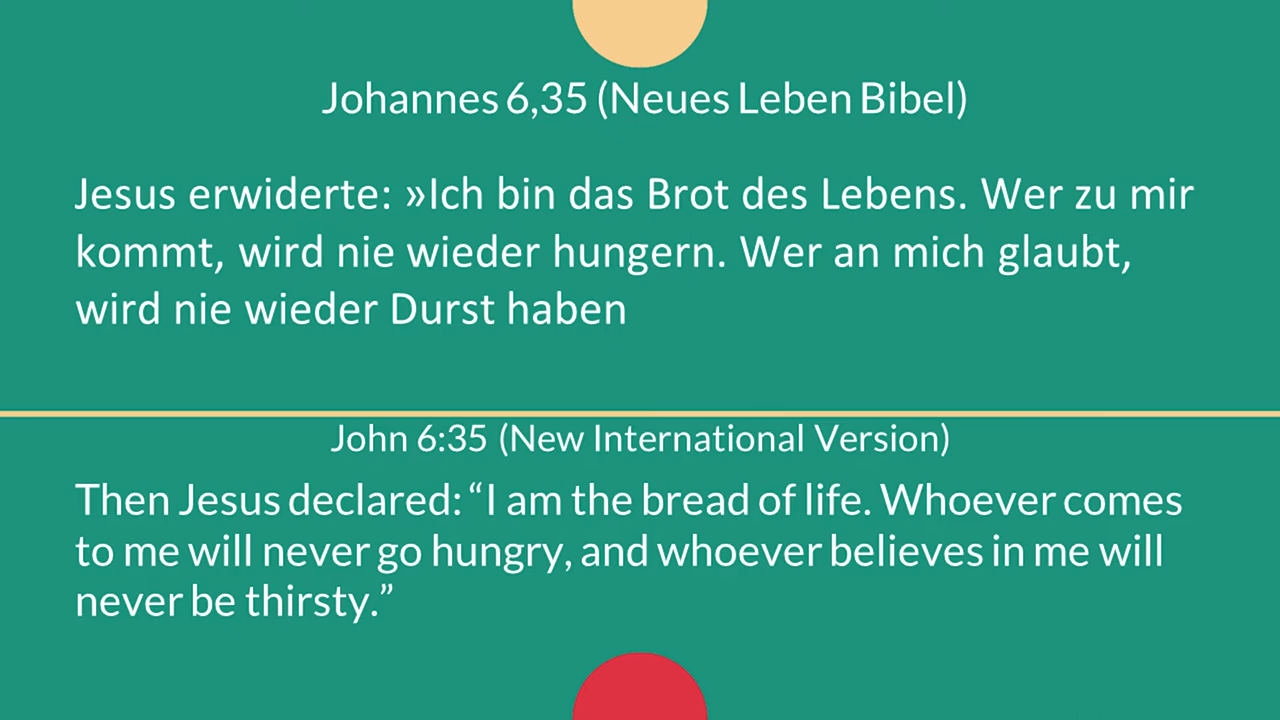 Johannes 6,35 (Neues Leben Bibel)
Jesus erwiderte: »Ich bin das Brot des Lebens. Wer zu mir
kommt, wird nie wieder hungern. Wer an mich glaubt,
wird nie wieder Durst haben
John 6:35 (New International Version)
Then Jesus declared: “I am the bread of life. Whoever comes
to me will never go hungry, and whoever believes in me will
never be thirsty.”